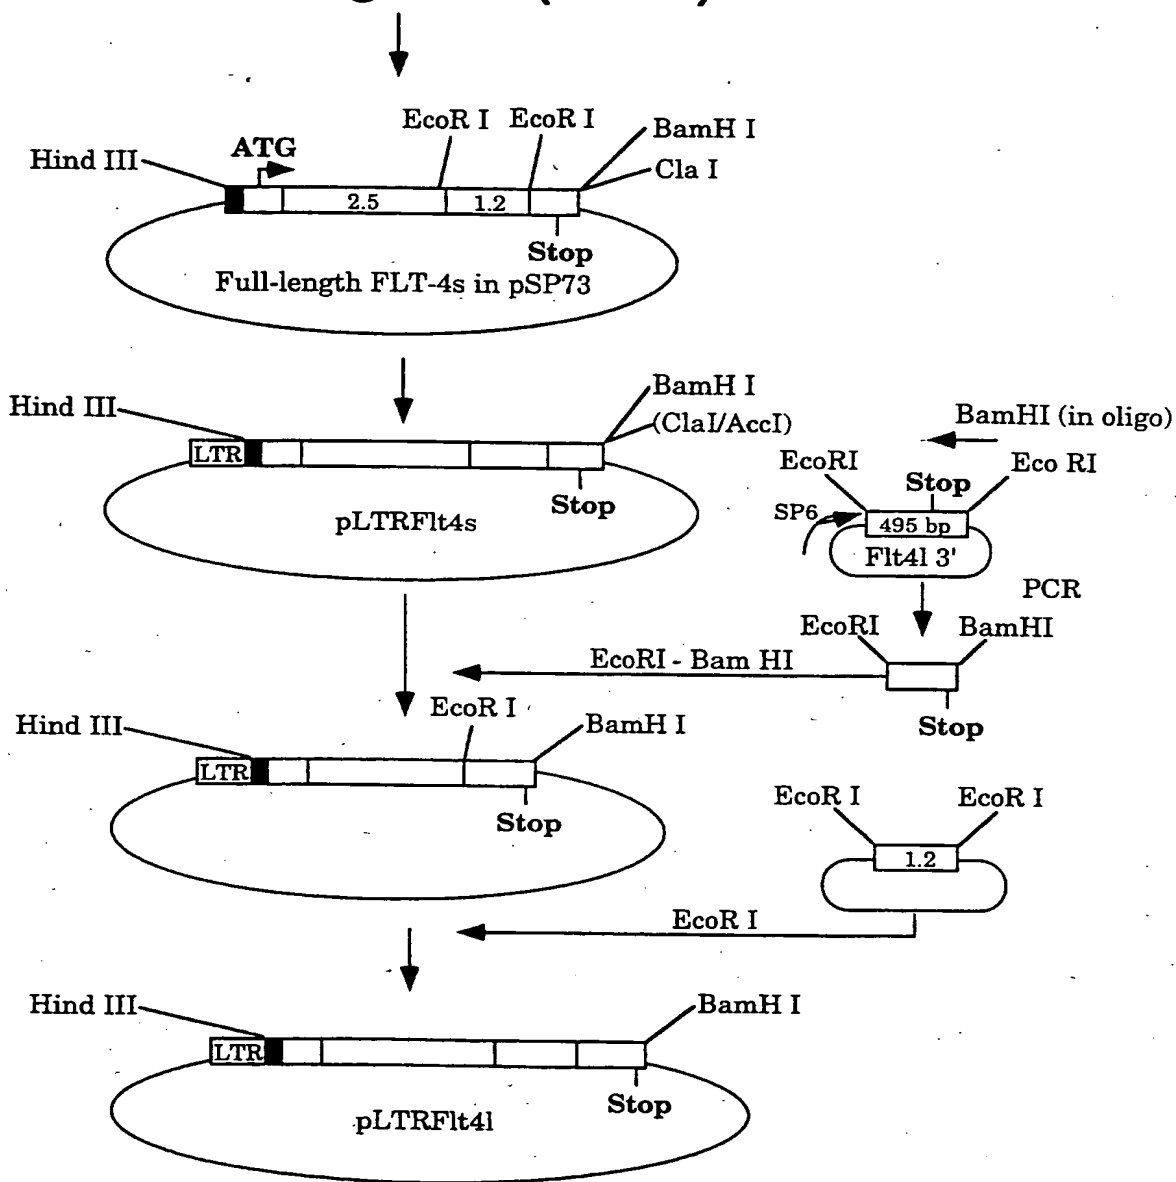 EcoR I EcoR I
BamH I
ATG
Hind III
Cla I
2.5 1.2
Stop
Full-length FLT-4s in pSP73
BamH I
Hind III
(ClaI/AccI)
BamHI (in oligo)
LTR
EcoRI
Eco RI
Stop
Stop
SP6
495 bp
pLTRFlt4s
Flt4l 3'
PCR
EcoRI BamHI
EcoRI - Bam HI
EcoR I
Stop
Hind III
BamH I
LTR
Stop
EcoR I EcoR I
1.2
EcoR I
Hind III
BamH I
LTR
Stop
pLTRFlt4l